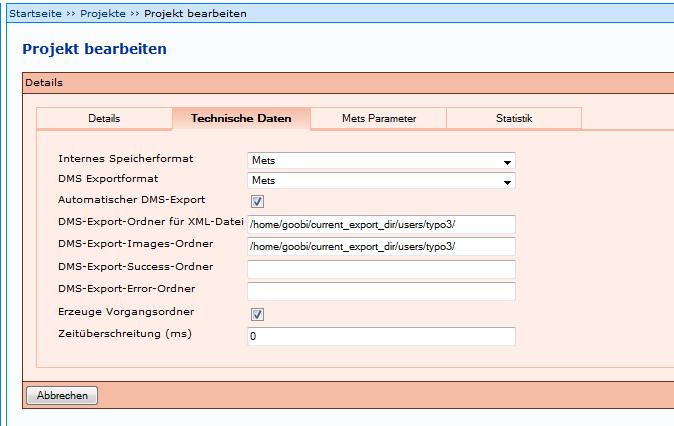 Startseite ›› Projekte ›› Projekt bearbeiten
Projekt bearbeiten
Details
Details Technische Daten Mets Parameter Statistik
Internes Speicherformat Mets
DMS Exportformat Mets
Automatischer DMS-Export
DMS-Export-Ordner für XML-Datei /home/goobi/current_export_dir/users/typo3/
DMS-Export-Images-Ordner /home/goobi/current_export_dir/users/typo3/
DMS-Export-Success-Ordner
DMS-Export-Error-Ordner
Erzeuge Vorgangsordner
Zeitüberschreitung (ms) 0
Abbrechen